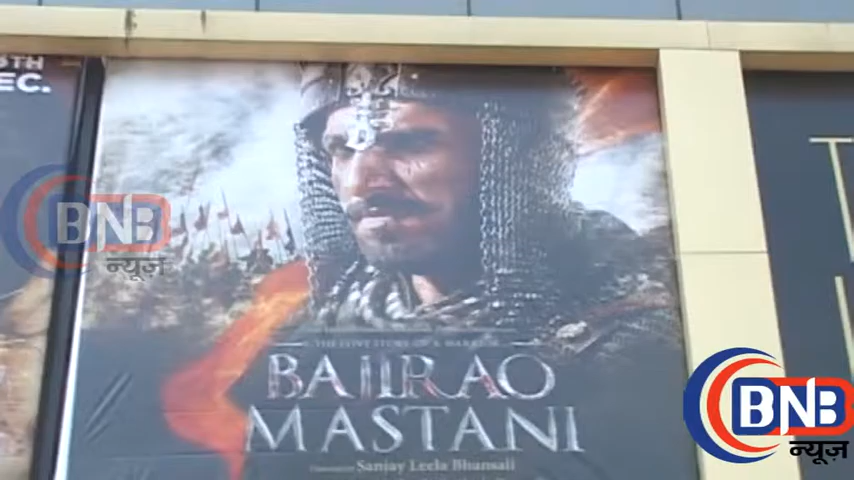 EC.
BNB
न्यूज़
THE LOVE STORY OF A WARRIOR
BAJIRAO
MASTANI
Sanjay Leela Bhansali
BNB
न्यूज़